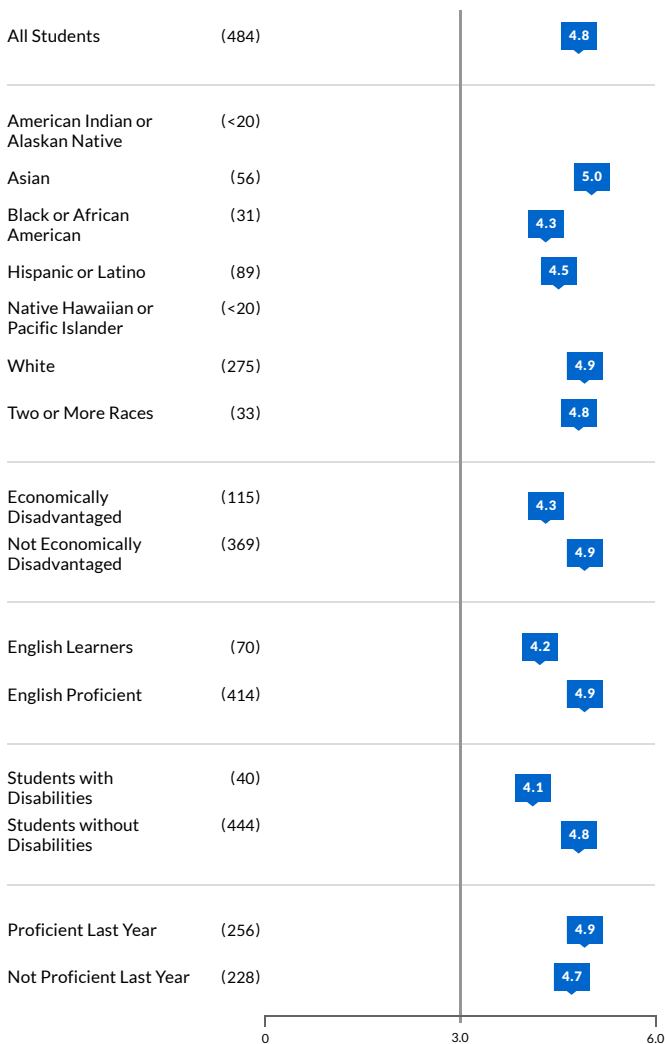 All Students (484) 4.8
American Indian or (<20)
Alaskan Native
Asian (56) 5.0
Black or African (31) 4.3
American
Hispanic or Latino (89) 4.5
Native Hawaiian or (<20)
Pacific Islander
White (275) 4.9
Two or More Races (33) 4.8
Economically (115) 4.3
Disadvantaged
Not Economically (369) 4.9
Disadvantaged
English Learners (70) 4.2
English Proficient (414) 4.9
Students with (40) 4.1
Disabilities
Students without (444) 4.8
Disabilities
Proficient Last Year (256) 4.9
Not Proficient Last Year (228) 4.7
0 3.0 6.0